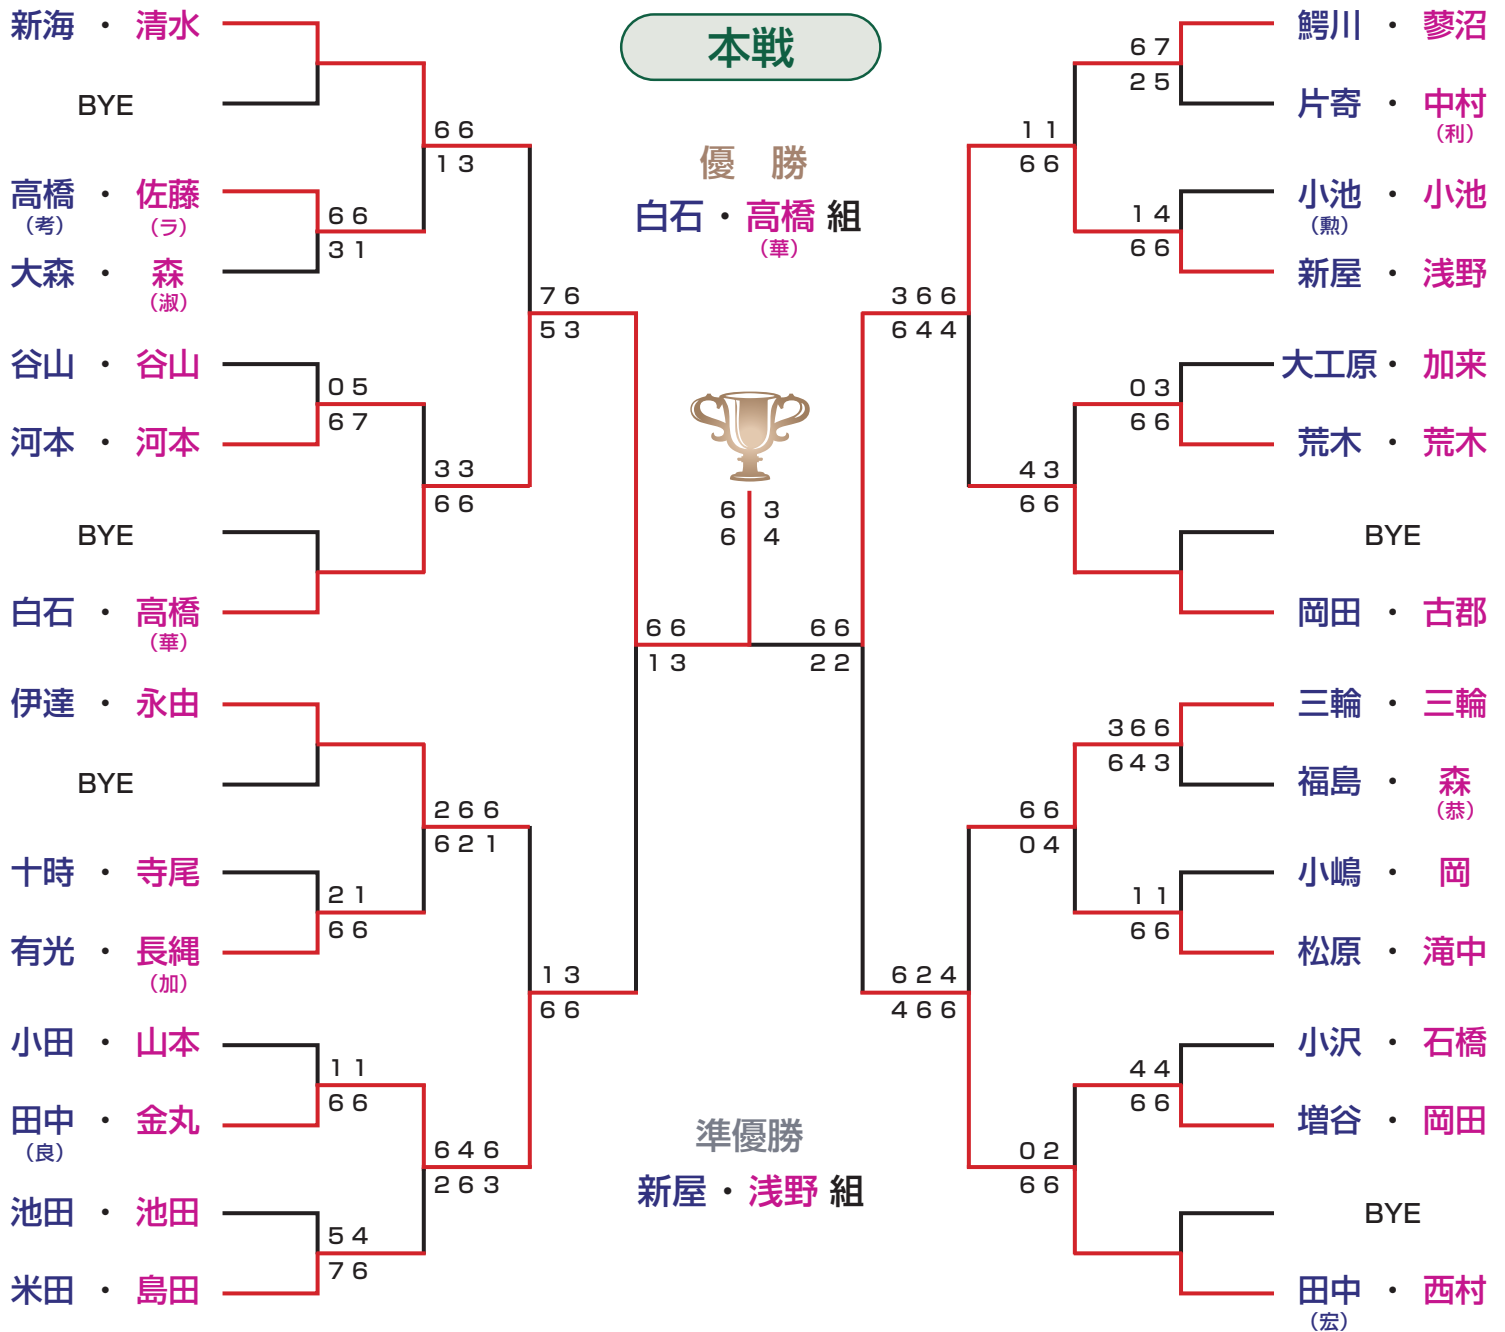 本戦
優　勝
白石・高橋 組
（華）
新海 ・ 清水
BYE
高橋 ・ 佐藤
（考） （ラ）
大森 ・ 森
（淑）
谷山 ・ 谷山
河本 ・ 河本
BYE
白石 ・ 高橋
（華）
伊達 ・ 永由
BYE
十時 ・ 寺尾
有光 ・ 長縄
（加）
小田 ・ 山本
田中 ・ 金丸
（良）
池田 ・ 池田
米田 ・ 島田
6 6
3 1
0 5
6 7
2 1
6 6
1 1
6 6
5 4
7 6
6 6
1 3
3 3
6 6
2 6 6
6 2 1
6 4 6
2 6 3
7 6
5 3
1 3
6 6
6 6
1 3
6 3
6 4
6 6
2 2
3 6 6
6 4 4
6 2 4
4 6 6
1 1
6 6
4 3
6 6
6 6
0 4
0 2
6 6
6 7
2 5
1 4
6 6
0 3
6 6
3 6 6
6 4 3
1 1
6 6
4 4
6 6
鰐川 ・ 蓼沼
片寄 ・ 中村
（利）
小池 ・ 小池
（勲）
新屋 ・ 浅野
大工原 ・ 加来
荒木 ・ 荒木
BYE
岡田 ・ 古郡
三輪 ・ 三輪
福島 ・ 森
（恭）
小嶋 ・ 岡
松原 ・ 滝中
小沢 ・ 石橋
増谷 ・ 岡田
BYE
田中 ・ 西村
（宏）
準優勝
新屋・浅野 組